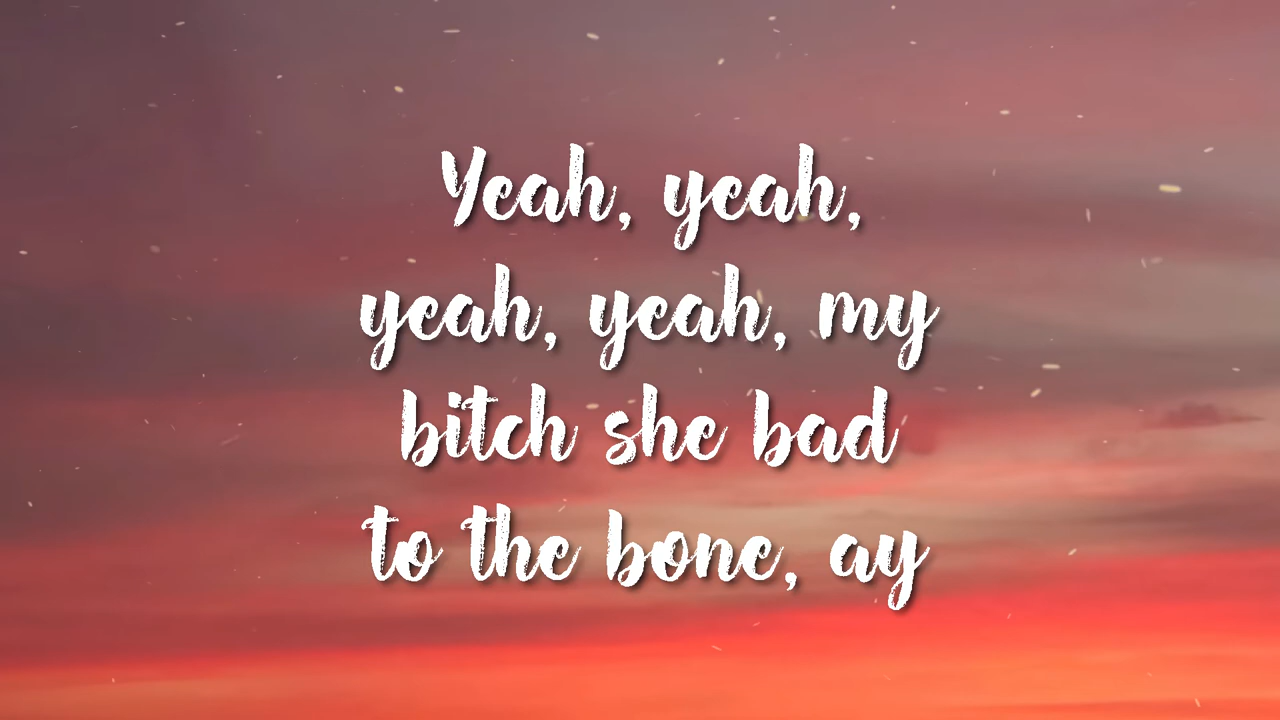 Yeah, yeah,
yeah, yeah, my
bitch she bad
to the bone, ay